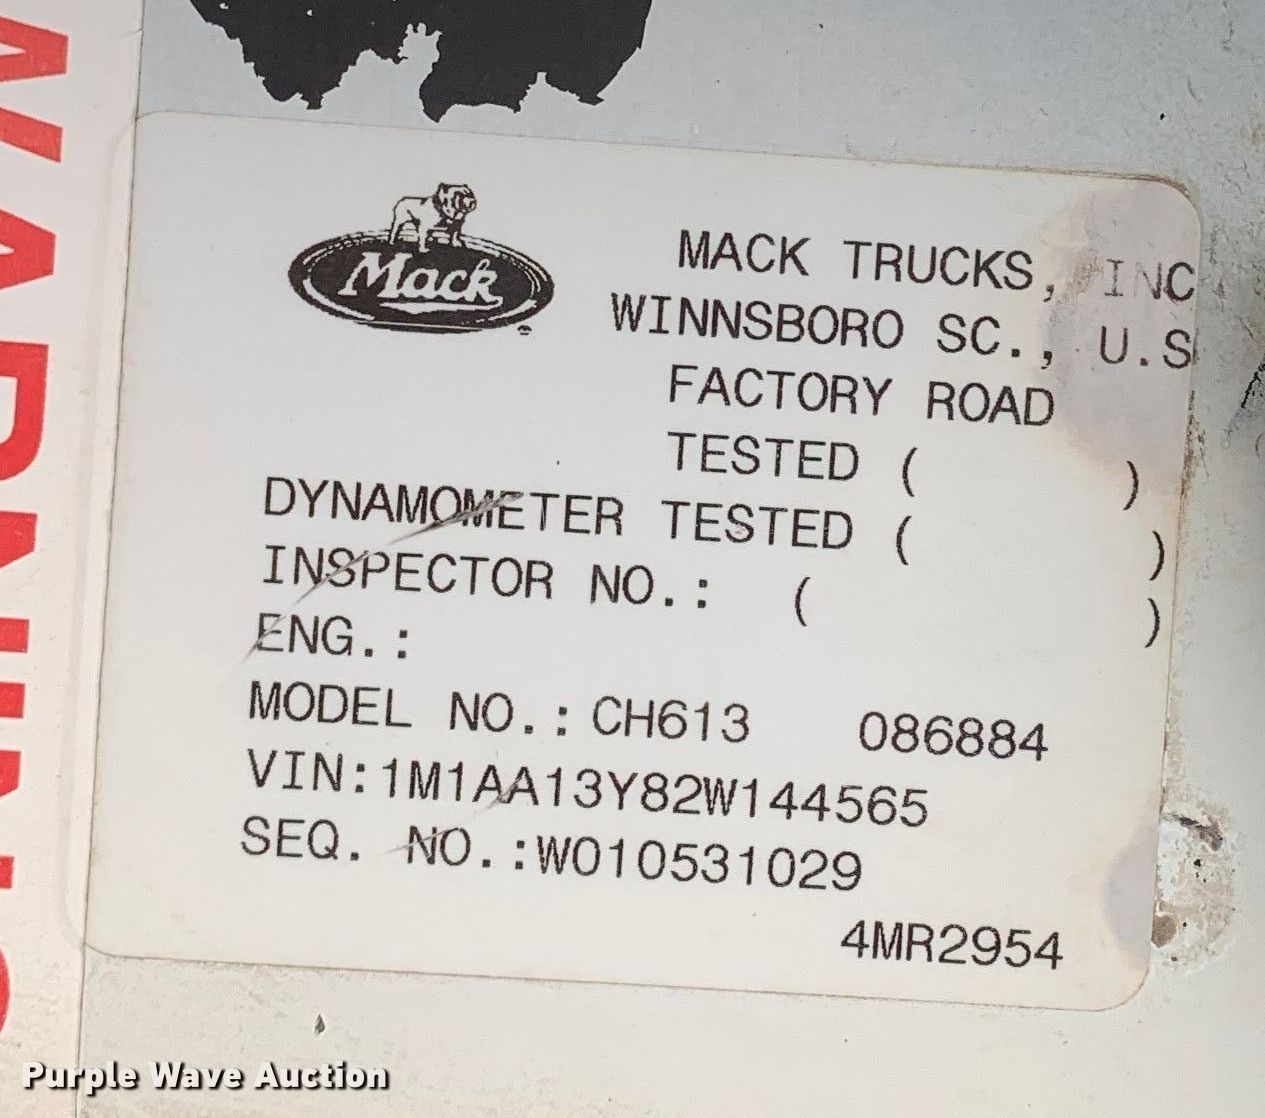 WARNING
Mack
MACK TRUCKS, INC
WINNSBORO SC., U.S
FACTORY ROAD
TESTED ( )
DYNAMOMETER TESTED ( )
INSPECTOR NO.: ( )
ENG.:
MODEL NO.: CH613 086884
VIN:1M1AA13Y82W144565
SEQ. NO.:W010531029
4MR2954
Purple Wave Auction